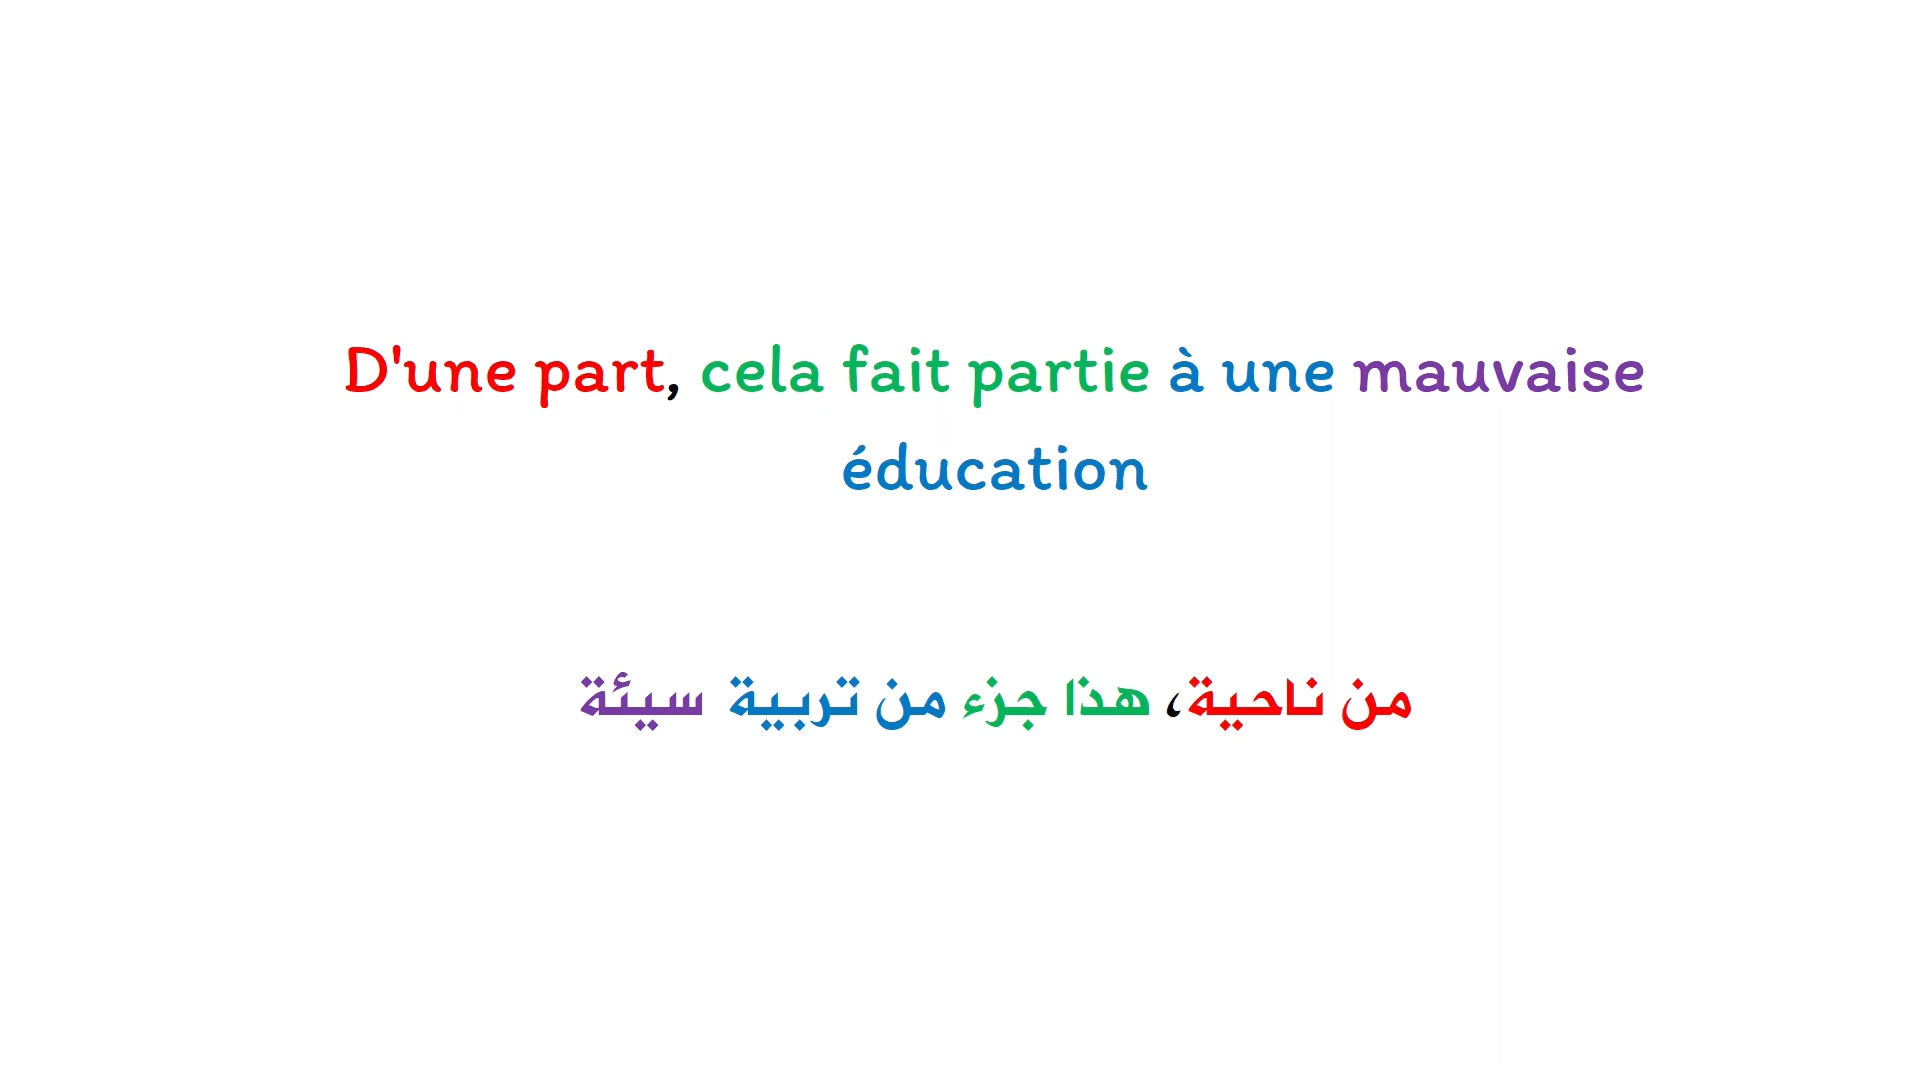 D'une part, cela fait partie à une mauvaise
éducation
من ناحية، هذا جزء من تربية سيئة